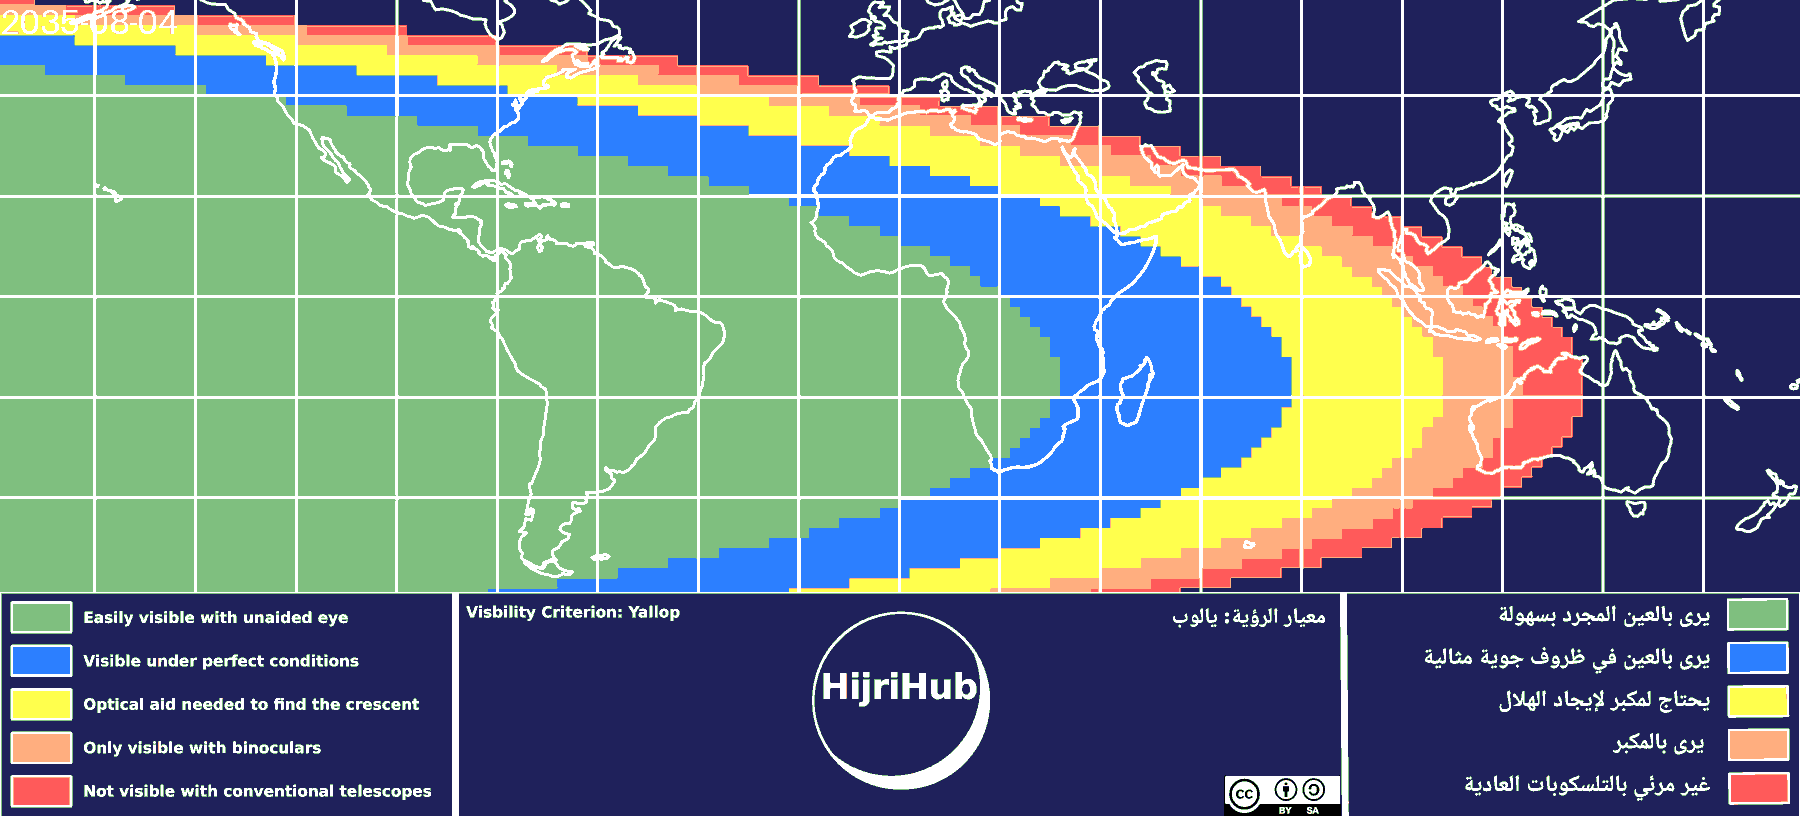 2035-08-04
Easily visible with unaided eye
Visible under perfect conditions
Optical aid needed to find the crescent
Only visible with binoculars
Not visible with conventional telescopes
Visbility Criterion: Yallop
معيار الرؤية: يالوب
HijriHub
cc
BY SA
يرى بالعين المجرد بسهولة
يرى بالعين في ظروف جوية مثالية
يحتاج لمكبر لإيجاد الهلال
يرى بالمكبر
غير مرئي بالتلسكوبات العادية